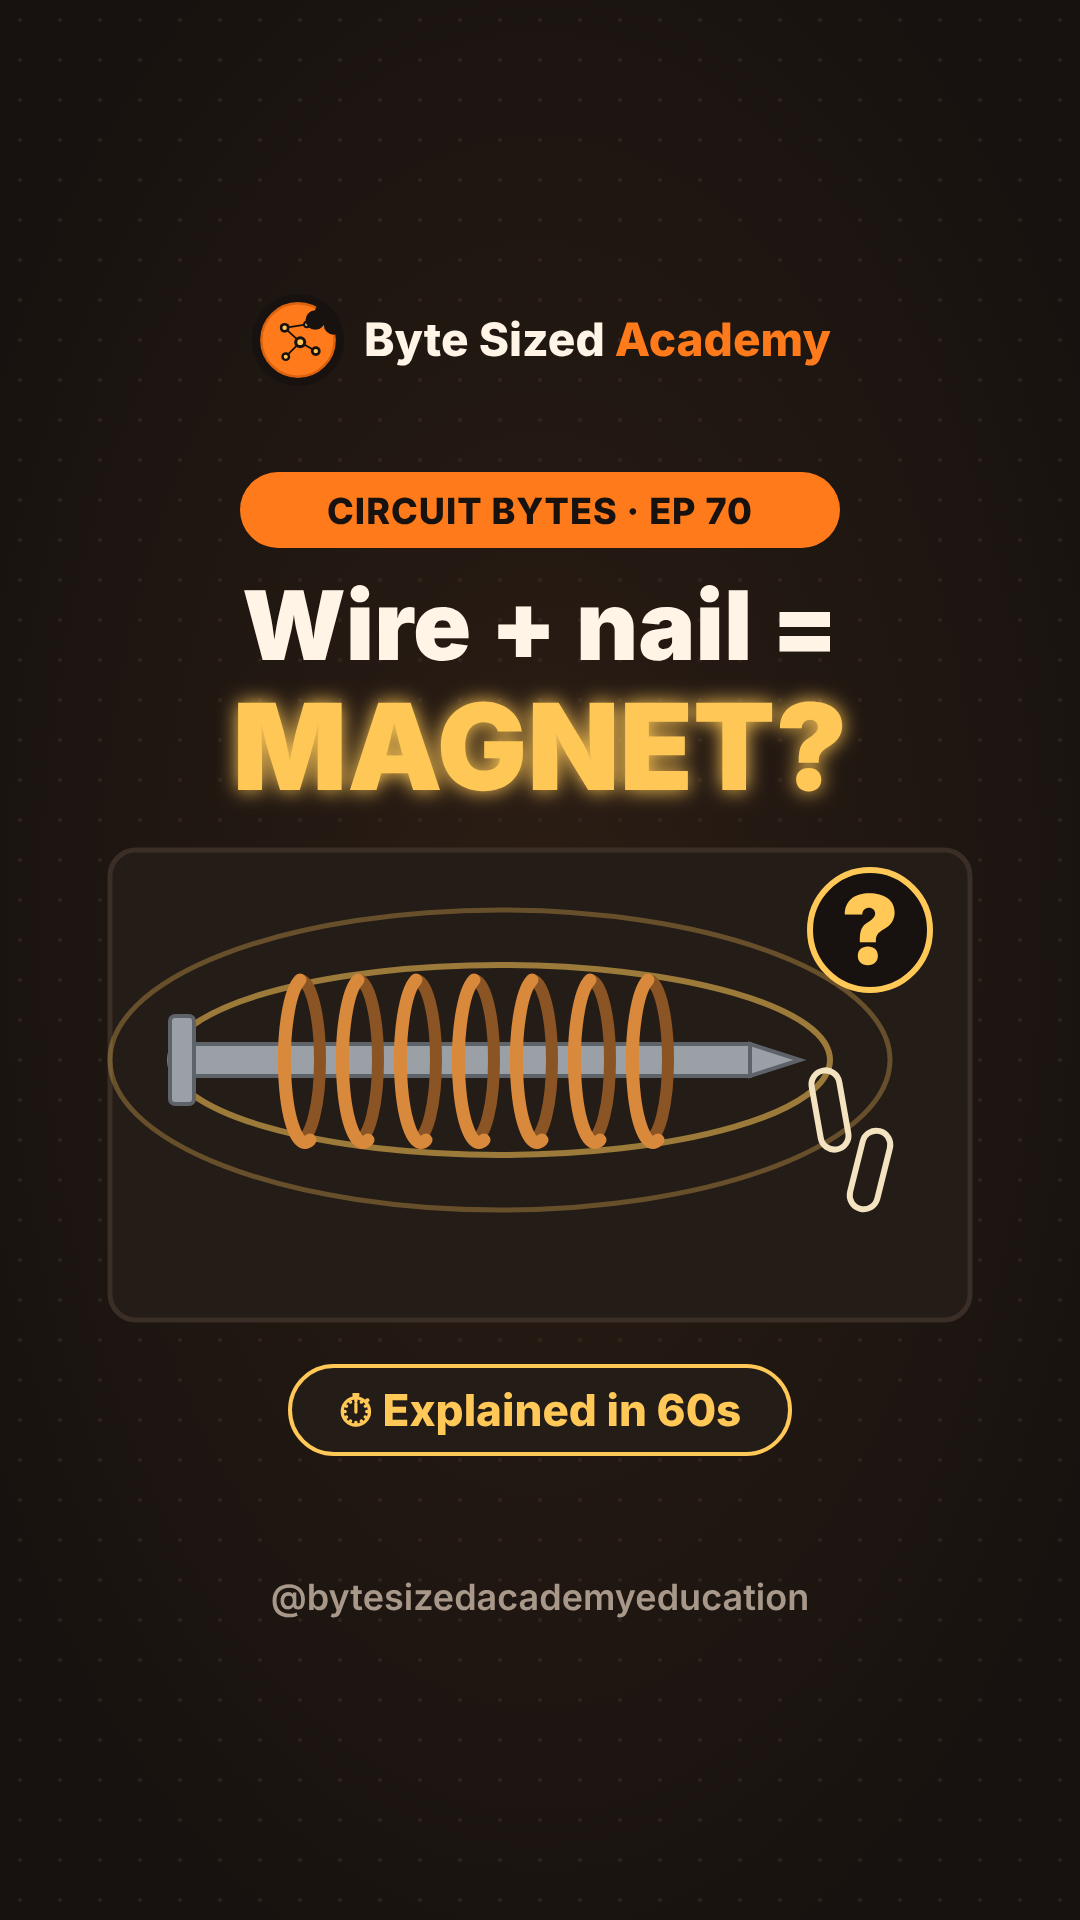 Byte Sized Academy
CIRCUIT BYTES · EP 70
Wire + nail =
MAGNET?
?
⏱ Explained in 60s
@bytesizedacademyeducation